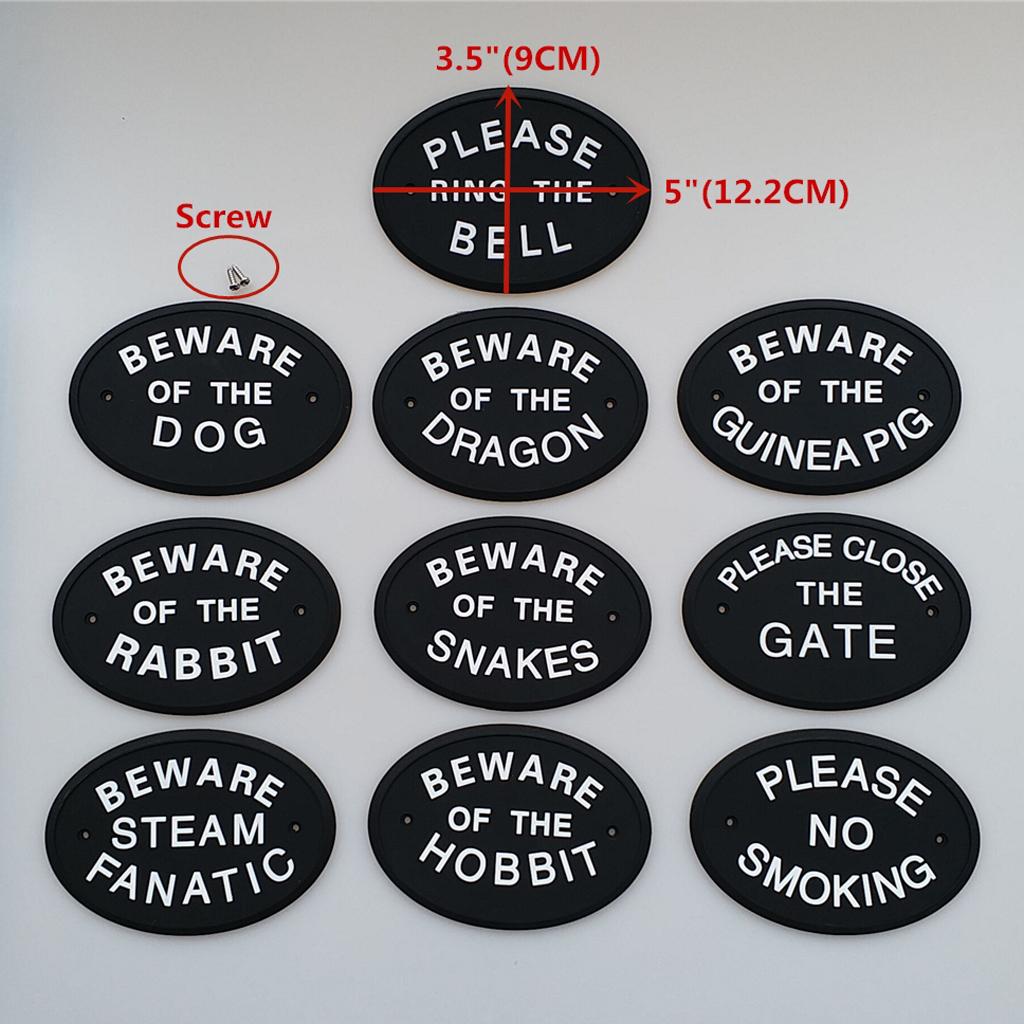 3.5"(9CM)
PLEASE
RING THE
BELL
5"(12.2CM)
Screw
BEWARE
OF THE
DOG
BEWARE
OF THE
DRAGON
BEWARE
OF THE
GUINEA PIG
BEWARE
OF THE
RABBIT
BEWARE
OF THE
SNAKES
PLEASE CLOSE
THE
GATE
BEWARE
STEAM
FANATIC
BEWARE
OF THE
HOBBIT
PLEASE
NO
SMOKING